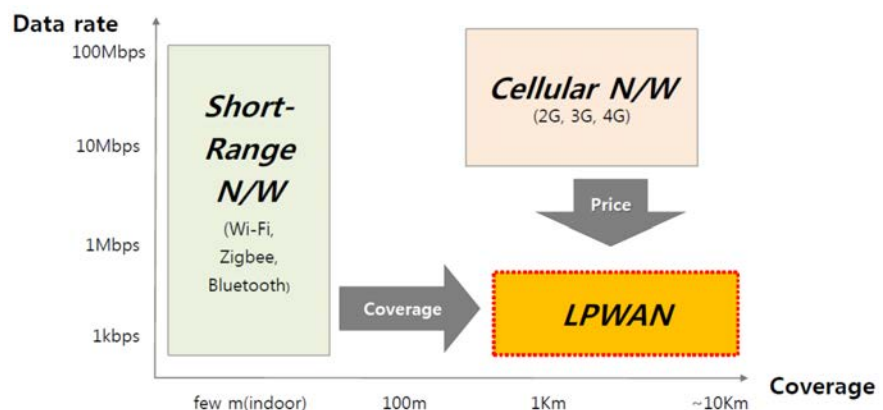 Data rate
100Mbps
10Mbps
1Mbps
1kbps
Short-
Range
N/W
(Wi-Fi,
Zigbee,
Bluetooth)
Cellular N/W
(2G, 3G, 4G)
Price
Coverage
LPWAN
Coverage
few m(indoor)
100m
1Km
~10Km